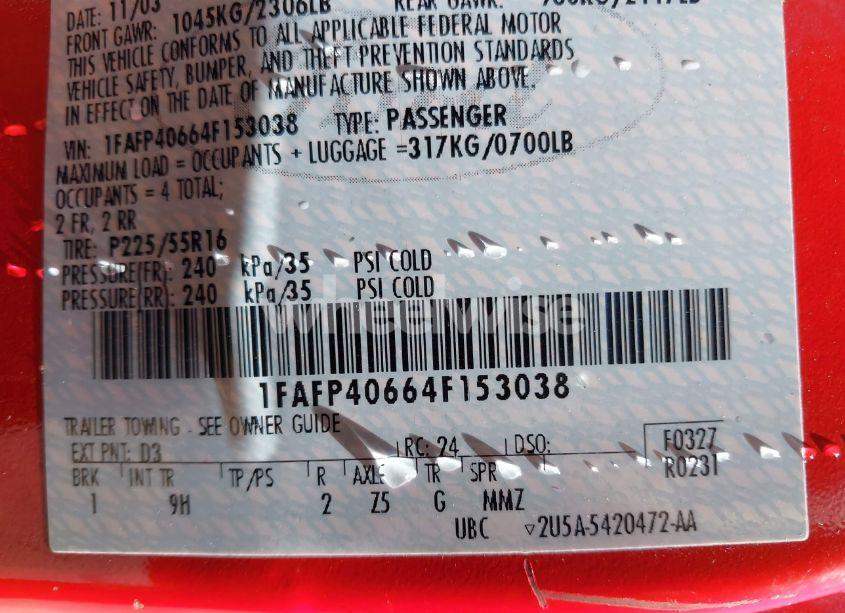 DATE: 11/03
FRONT GAWR: 1045KG/2306LB REAR GAWR:
THIS VEHICLE CONFORMS TO ALL APPLICABLE FEDERAL MOTOR
VEHICLE SAFETY, BUMPER, AND THEFT PREVENTION STANDARDS
IN EFFECT ON THE DATE OF MANUFACTURE SHOWN ABOVE.
VIN: 1FAFP40664F153038 TYPE: PASSENGER
MAXIMUM LOAD = OCCUPANTS + LUGGAGE =317KG/0700LB
OCCUPANTS = 4 TOTAL;
2 FR, 2 RR
TIRE: P225/55R16
PRESSURE(FR): 240 kPa/35 PSI COLD
PRESSURE(RR): 240 kPa/35 PSI COLD
wheelwise
1FAFP40664F153038
TRAILER TOWING - SEE OWNER GUIDE
EXT PNT: D3 RC: 24 DSO: F0327
R0231
BRK INT TR TP/PS R AXLE TR SPR
1 9H 2 Z5 G MMZ
UBC ▽2U5A-5420472-AA